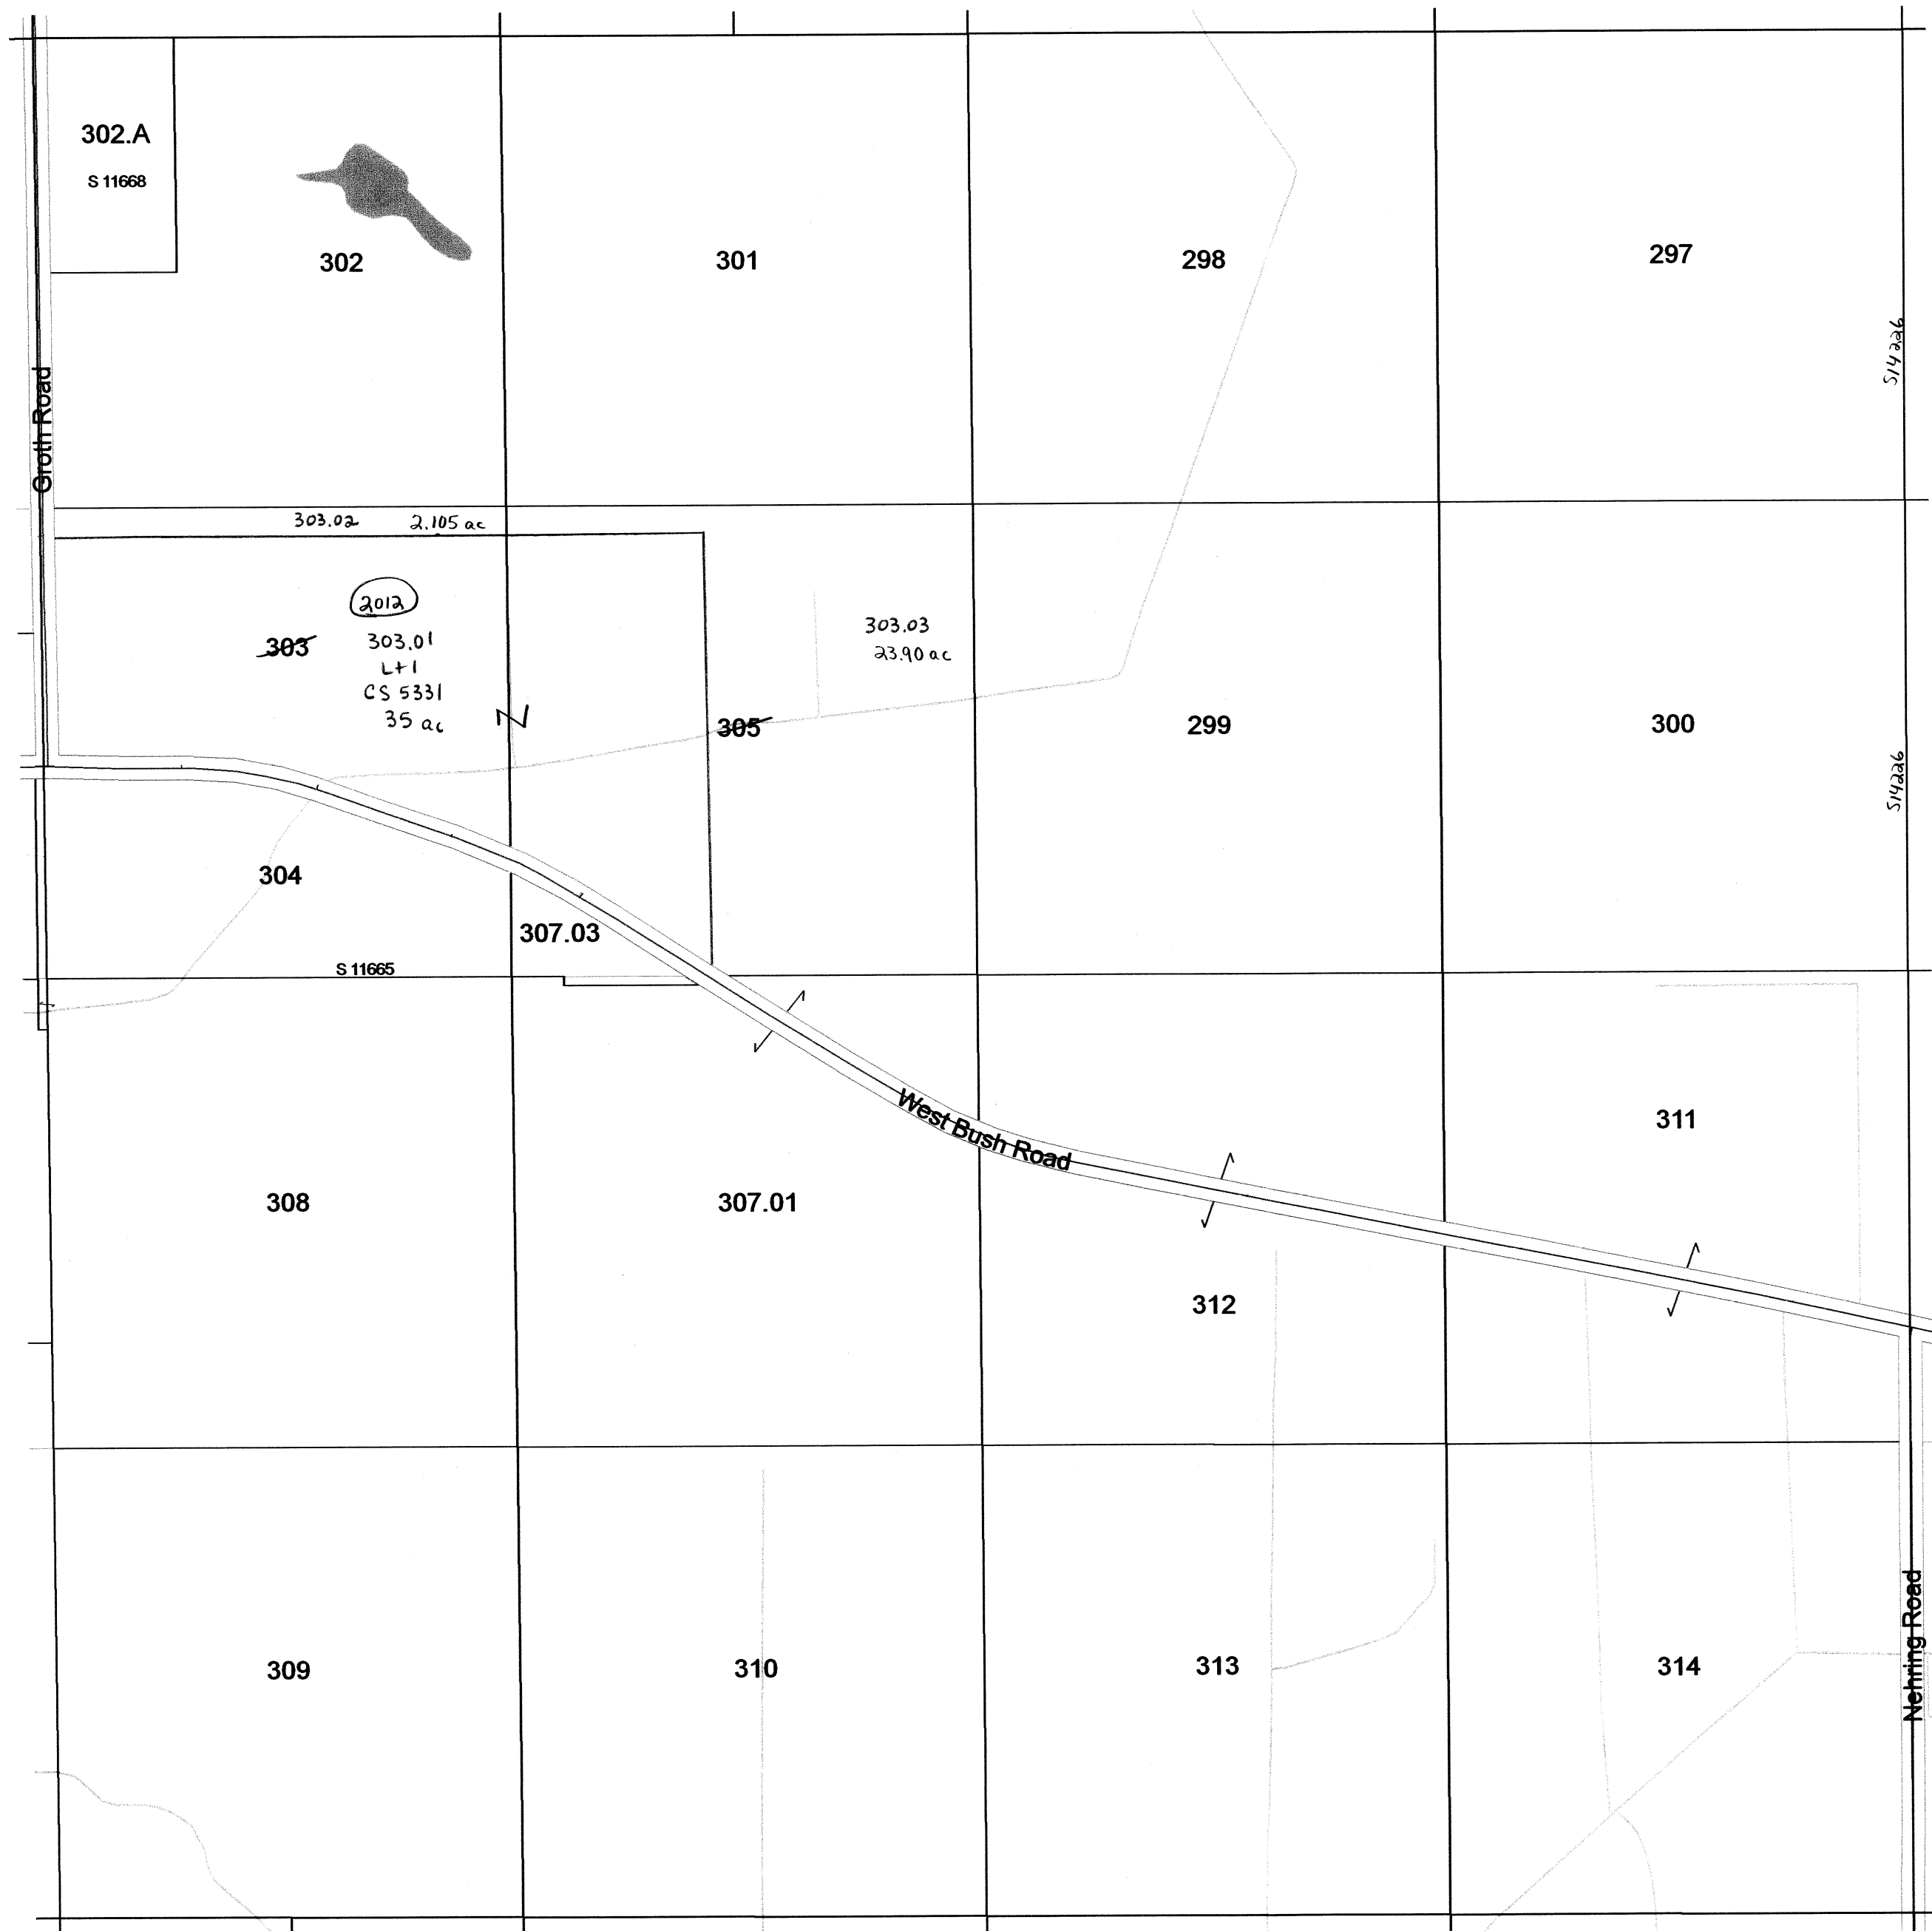 302.A
S 11668
302
301
298
297
S14226
Groth Road
303.02 2.105 ac
2012
303
303.01
Lt 1
CS 5331
35 ac
303.03
23.90 ac
305
299
300
S14226
304
307.03
S 11665
West Bush Road
311
308
307.01
312
309
310
313
314
Nehring Road